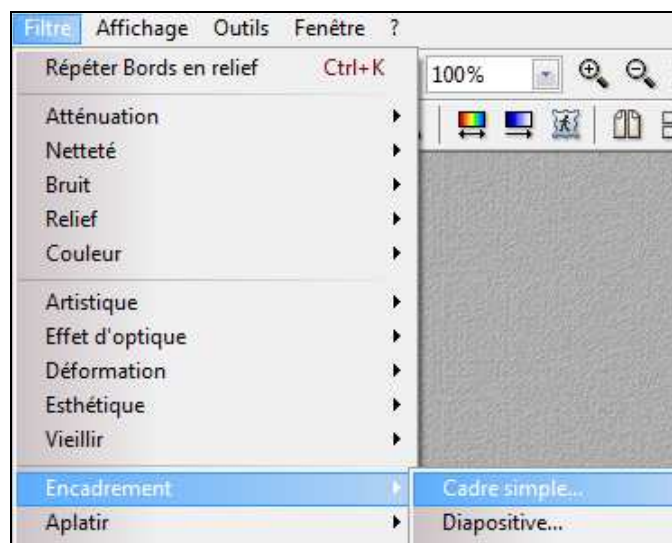 Filtre Affichage Outils Fenêtre ?
Répéter Bords en relief Ctrl+K
100%
Atténuation
Netteté
Bruit
Relief
Couleur
Artistique
Effet d'optique
Déformation
Esthétique
Vieillir
Encadrement
Cadre simple...
Aplatir
Diapositive...